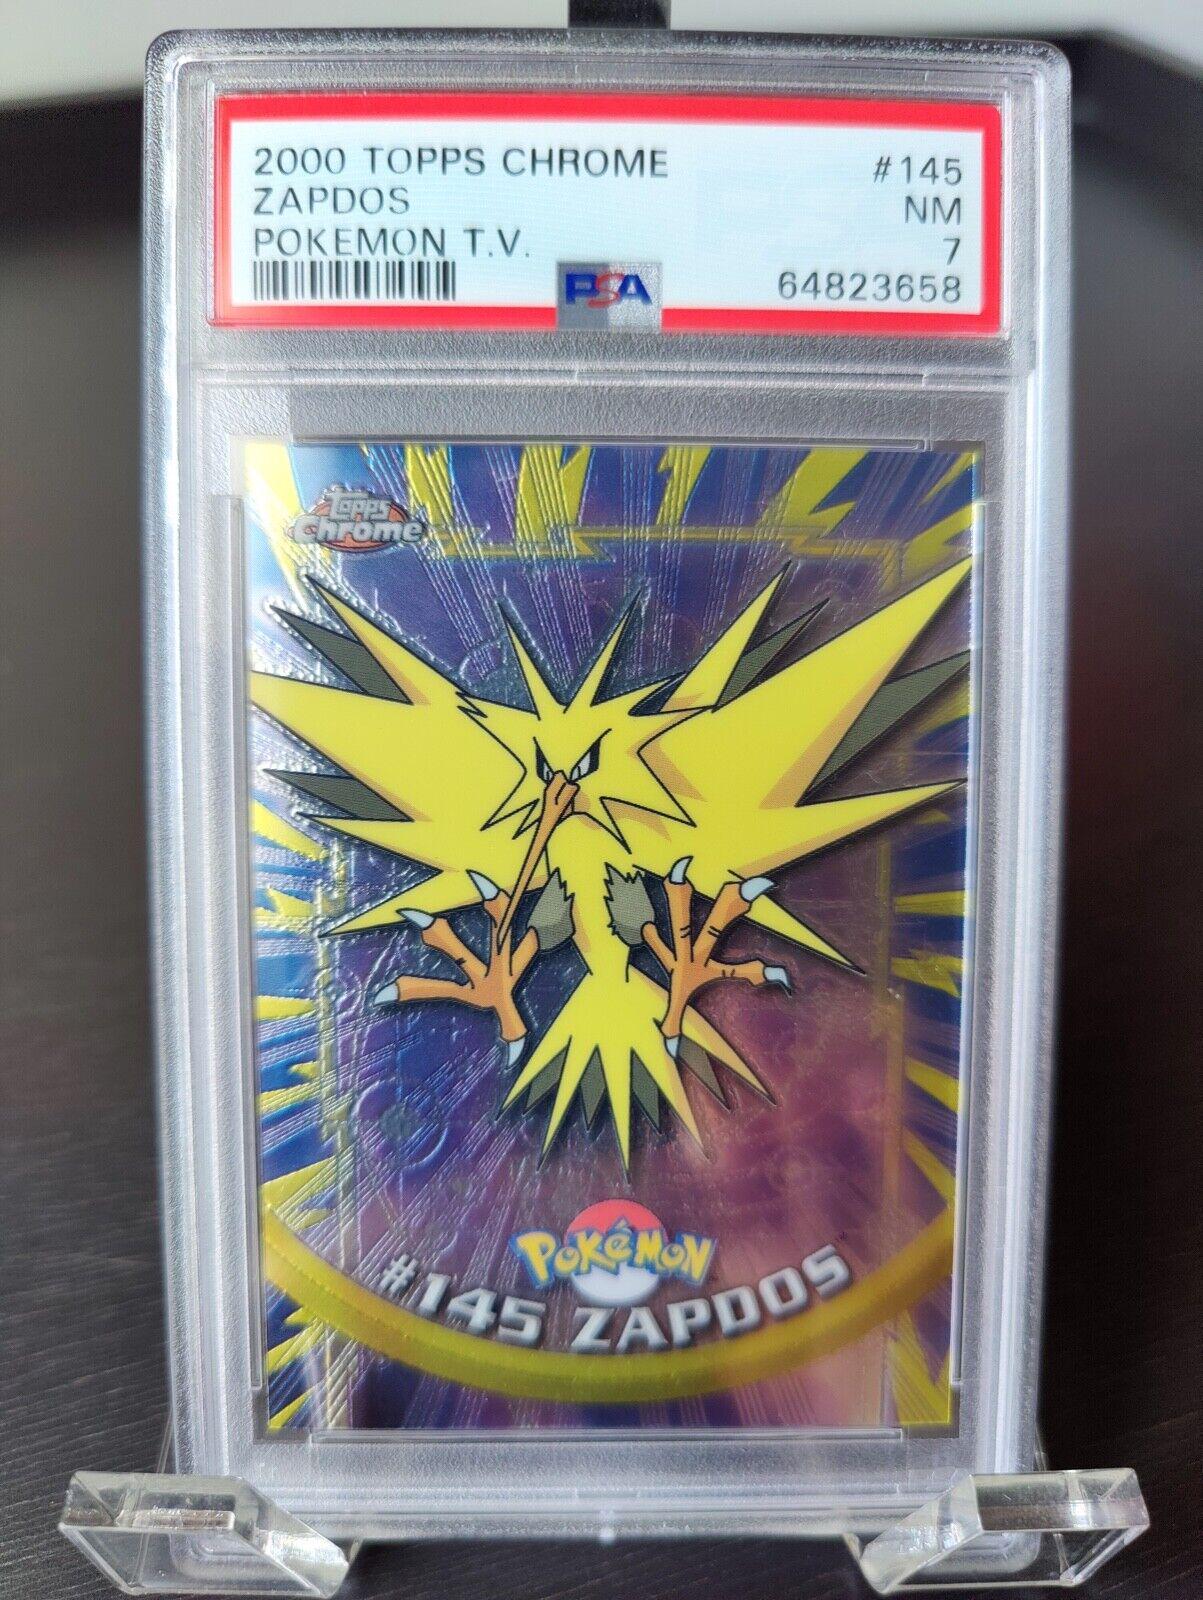 2000 TOPPS CHROME #145
ZAPDOS NM
POKEMON T.V. 7
PSA 64823658
Topps
Chrome
POKéMON
#145 ZAPDOS